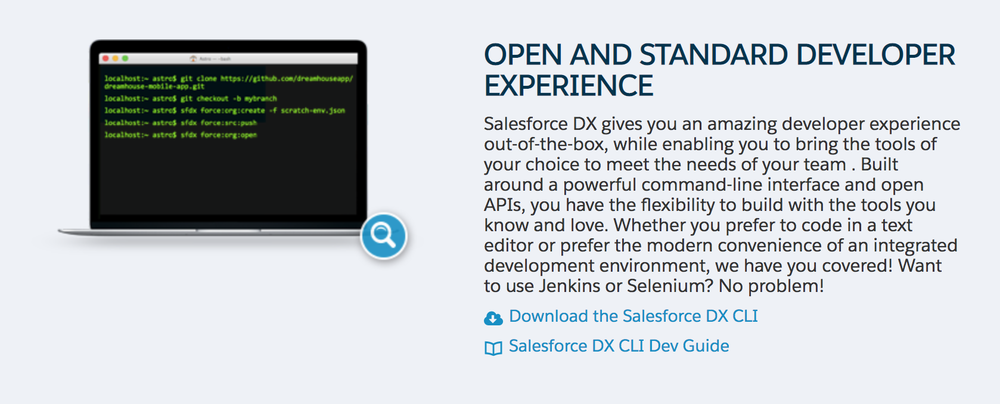 Astro — -bash
localhost:~ astro$ git clone https://github.com/dreamhouseapp/
dreamhouse-mobile-app.git
localhost:~ astro$ git checkout -b mybranch
localhost:~ astro$ sfdx force:org:create -f scratch-env.json
localhost:~ astro$ sfdx force:src:push
localhost:~ astro$ sfdx force:org:open
OPEN AND STANDARD DEVELOPER
EXPERIENCE
Salesforce DX gives you an amazing developer experience
out-of-the-box, while enabling you to bring the tools of
your choice to meet the needs of your team . Built
around a powerful command-line interface and open
APIs, you have the flexibility to build with the tools you
know and love. Whether you prefer to code in a text
editor or prefer the modern convenience of an integrated
development environment, we have you covered! Want
to use Jenkins or Selenium? No problem!
Download the Salesforce DX CLI
Salesforce DX CLI Dev Guide